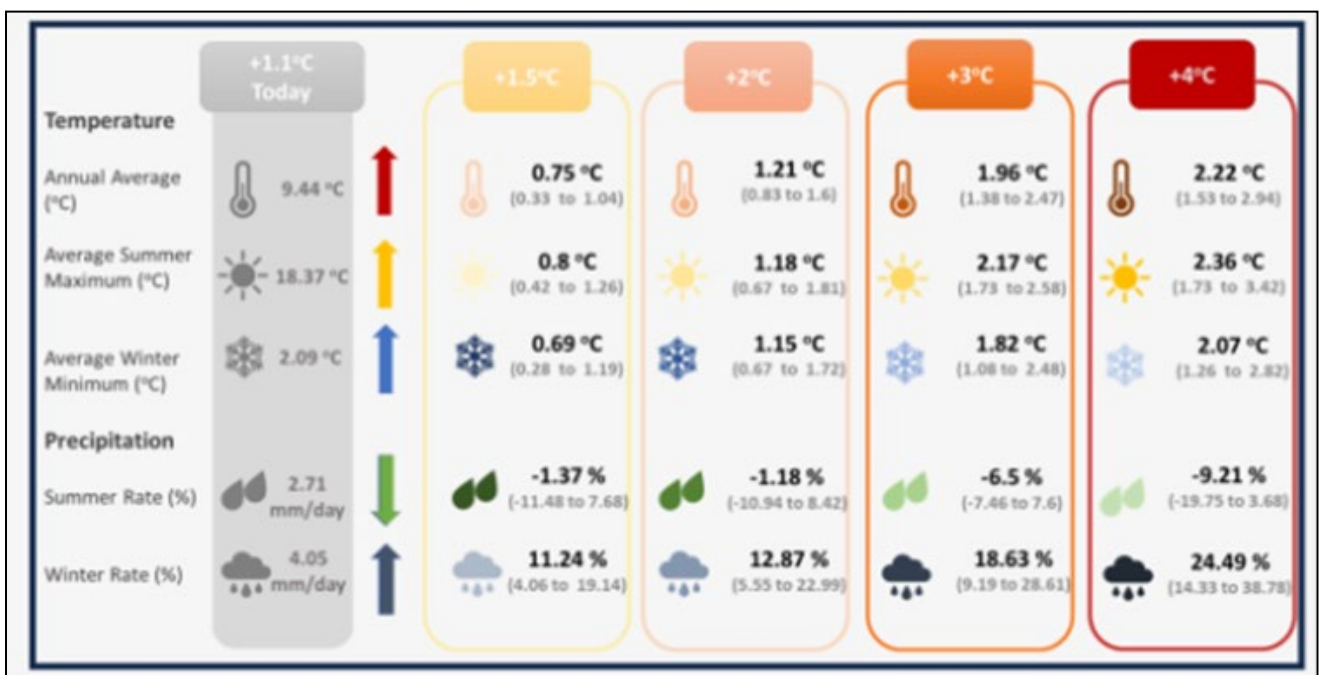 +1.1°C
Today
+1.5°C
+2°C
+3°C
+4°C
Temperature
Annual Average
(°C)
9.44 °C
0.75 °C
(0.33 to 1.04)
1.21 °C
(0.83 to 1.6)
1.96 °C
(1.38 to 2.47)
2.22 °C
(1.53 to 2.94)
Average Summer
Maximum (°C)
18.37 °C
0.8 °C
(0.42 to 1.26)
1.18 °C
(0.67 to 1.81)
2.17 °C
(1.73 to 2.58)
2.36 °C
(1.73 to 3.42)
Average Winter
Minimum (°C)
2.09 °C
0.69 °C
(0.28 to 1.19)
1.15 °C
(0.67 to 1.72)
1.82 °C
(1.08 to 2.48)
2.07 °C
(1.26 to 2.82)
Precipitation
Summer Rate (%)
2.71
mm/day
-1.37 %
(-11.48 to 7.68)
-1.18 %
(-10.94 to 8.42)
-6.5 %
(-7.46 to 7.6)
-9.21 %
(-19.75 to 3.68)
Winter Rate (%)
4.05
mm/day
11.24 %
(4.06 to 19.14)
12.87 %
(5.55 to 22.99)
18.63 %
(9.19 to 28.61)
24.49 %
(14.33 to 38.78)